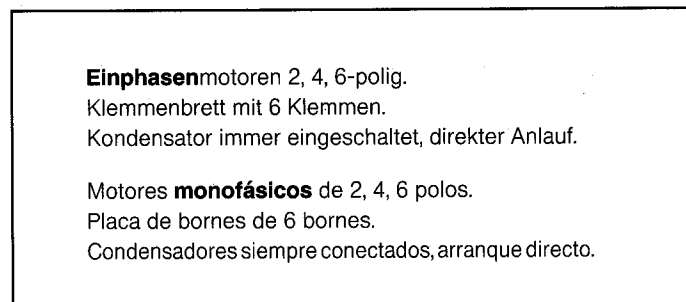 Einphasenmotoren 2, 4, 6-polig.
Klemmenbrett mit 6 Klemmen.
Kondensator immer eingeschaltet, direkter Anlauf.
Motores monofásicos de 2, 4, 6 polos.
Placa de bornes de 6 bornes.
Condensadores siempre conectados, arranque directo.